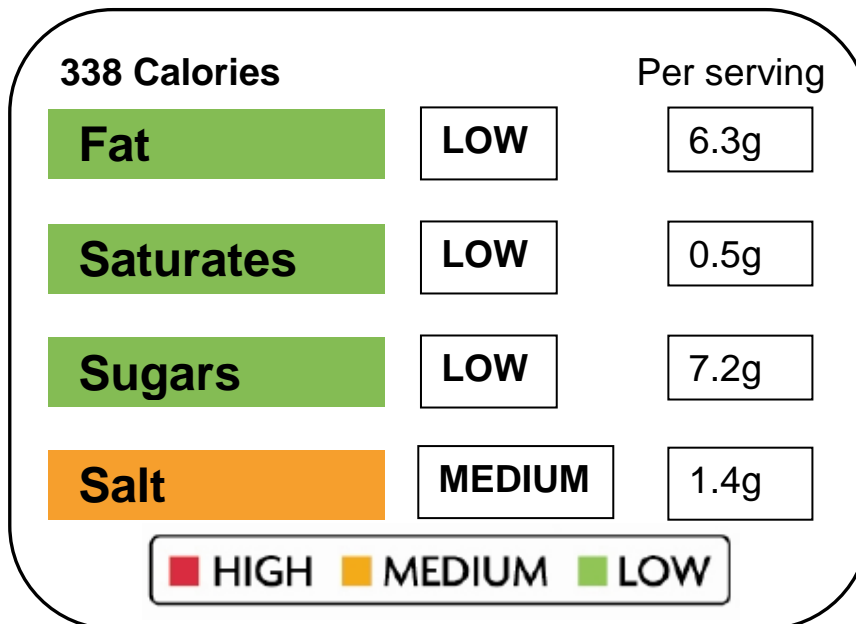 338 Calories Per serving
Fat LOW 6.3g
Saturates LOW 0.5g
Sugars LOW 7.2g
Salt MEDIUM 1.4g
HIGH MEDIUM LOW